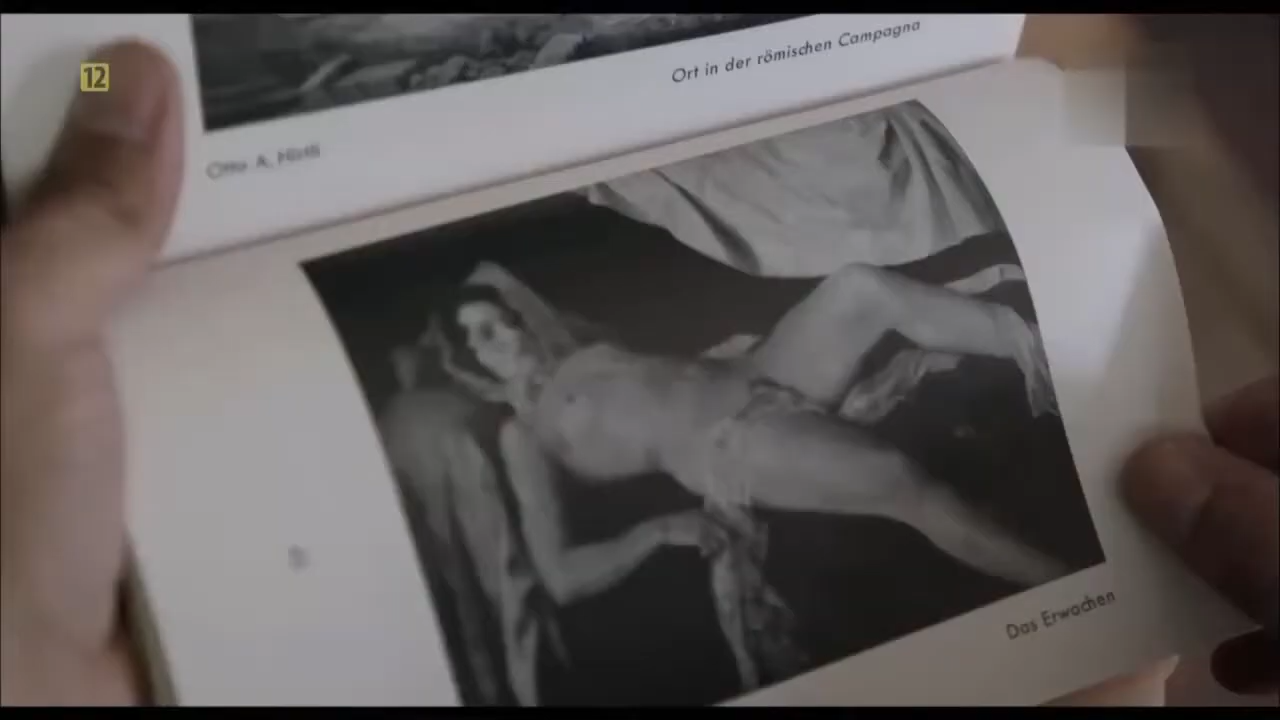 12
Ort in der römischen Campagna
Otto A. Hirth
Das Erwachen